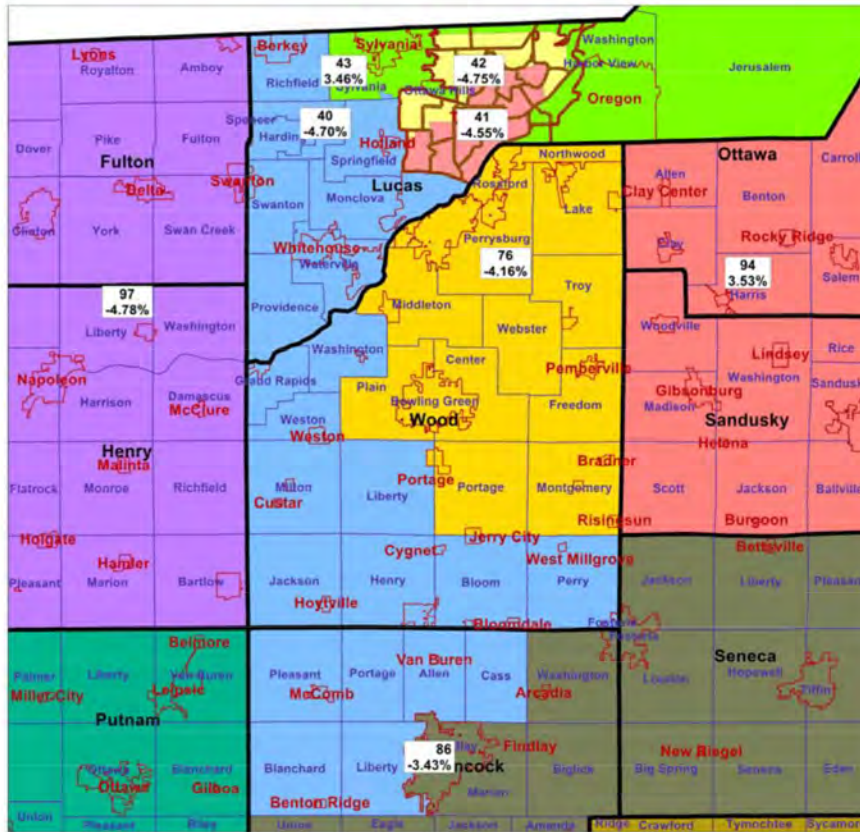 Lyons
Royalton
Amboy
Berkey
Richfield
43
3.46%
Sylvania
Sylvania
42
-4.75%
Ottawa Hills
Washington
Harbor View
Jerusalem
Oregon
Dover
Pike
Fulton
Fulton
Spencer
40
-4.70%
Harding
Springfield
Holland
41
-4.55%
Northwood
Ottawa
Allen
Carroll
Delta
Swanton
Lucas
Rossford
Clay Center
Benton
Clinton
York
Swan Creek
Swanton
Monclova
Lake
Whitehouse
Waterville
Perrysburg
76
-4.16%
Clay
Rocky Ridge
94
3.53%
Salem
Harris
97
-4.78%
Liberty
Washington
Providence
Middleton
Troy
Webster
Woodville
Lindsey
Rice
Napoleon
Harrison
Damascus
McClure
Washington
Grand Rapids
Plain
Center
Pemberville
Washington
Sandusky
Gibsonburg
Madison
Bowling Green
Freedom
Henry
Weston
Weston
Wood
Sandusky
Helena
Malinta
Flatrock
Monroe
Richfield
Milton
Custar
Liberty
Portage
Portage
Bradner
Montgomery
Scott
Jackson
Ballville
Holgate
Hamler
Risingsun
Burgoon
Jerry City
Cygnet
West Millgrove
Bettsville
Pleasant
Marion
Bartlow
Jackson
Henry
Bloom
Perry
Jackson
Liberty
Pleasant
Hoytville
Bloomdale
Fostoria
Fostoria
Belmore
Palmer
Liberty
Van Buren
Pleasant
Portage
Van Buren
Allen
Cass
Washington
Seneca
Loudon
Hopewell
Tiffin
Miller City
Leipsic
McComb
Arcadia
Putnam
86
-3.43%
Findlay
New Riegel
Ottawa
Ottawa
Blanchard
Gilboa
Blanchard
Liberty
Marion
Biglick
Big Spring
Seneca
Eden
Benton Ridge
Union
Pleasant
Riley
Union
Eagle
Jackson
Amanda
Ridge
Crawford
Tymochtee